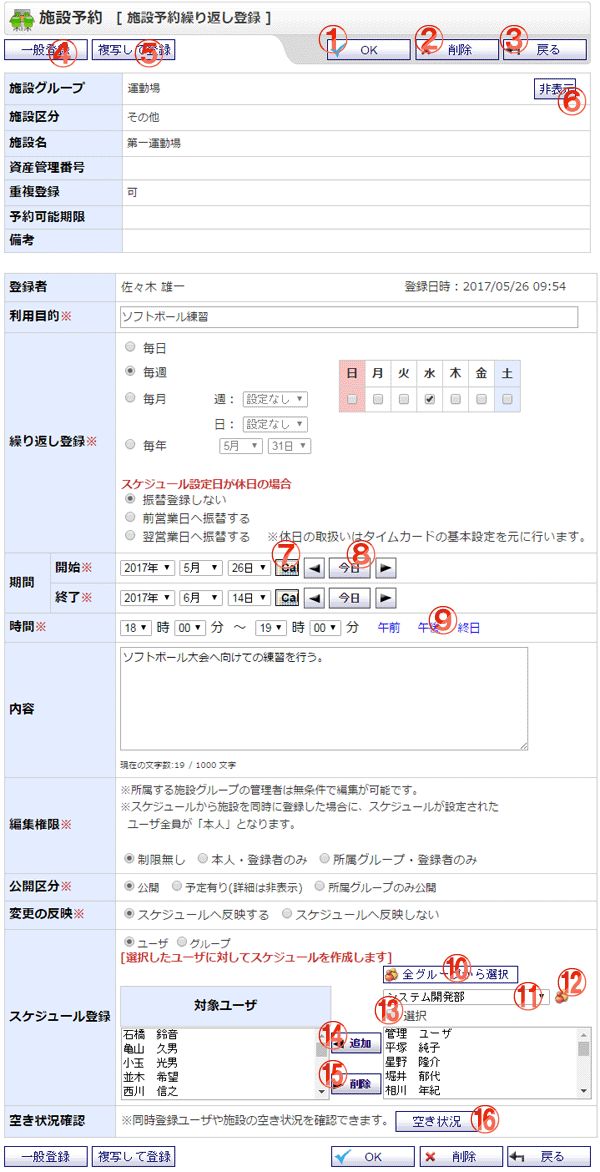 施設予約 [ 施設予約繰り返し登録 ]
① ② ③ ④ ⑤
一般登録 複写して登録 OK 削除 戻る
施設グループ 運動場 非表示 ⑥
施設区分 その他
施設名 第一運動場
資産管理番号
重複登録 可
予約可能期限
備考
登録者 佐々木 雄一 登録日時:2017/05/26 09:54
利用目的※ ソフトボール練習
繰り返し登録※
毎日
毎週 日 月 火 水 木 金 土
毎月 週: 設定なし
日: 設定なし
毎年 5月 31日
スケジュール設定日が休日の場合
振替登録しない
前営業日へ振替する
翌営業日へ振替する ※休日の取扱いはタイムカードの基本設定を元に行います。
期間 開始※ 2017年 5月 26日 Cal ⑦ 今日 ⑧
終了※ 2017年 6月 14日 Cal 今日
時間※ 18 時 00 分 ～ 19 時 00 分 午前 午後 終日 ⑨
内容 ソフトボール大会へ向けての練習を行う。
現在の文字数:19 / 1000 文字
編集権限※
※所属する施設グループの管理者は無条件で編集が可能です。
※スケジュールから施設を同時に登録した場合に、スケジュールが設定された
ユーザ全員が「本人」となります。
制限無し 本人・登録者のみ 所属グループ・登録者のみ
公開区分※ 公開 予定有り(詳細は非表示) 所属グループのみ公開
変更の反映※ スケジュールへ反映する スケジュールへ反映しない
スケジュール登録
ユーザ グループ
[選択したユーザに対してスケジュールを作成します]
全グループから選択 ⑩
対象ユーザ システム開発部 ⑪ ⑫
⑬ 選択
石橋 鈴音 ⑭ 追加 管理 ユーザ
亀山 久男 平塚 純子
小玉 光男 星野 隆介
並木 希望 ⑮ 削除 堀井 郁代
西川 信之 相川 年紀
空き状況確認 ※同時登録ユーザや施設の空き状況を確認できます。 空き状況 ⑯
一般登録 複写して登録 OK 削除 戻る